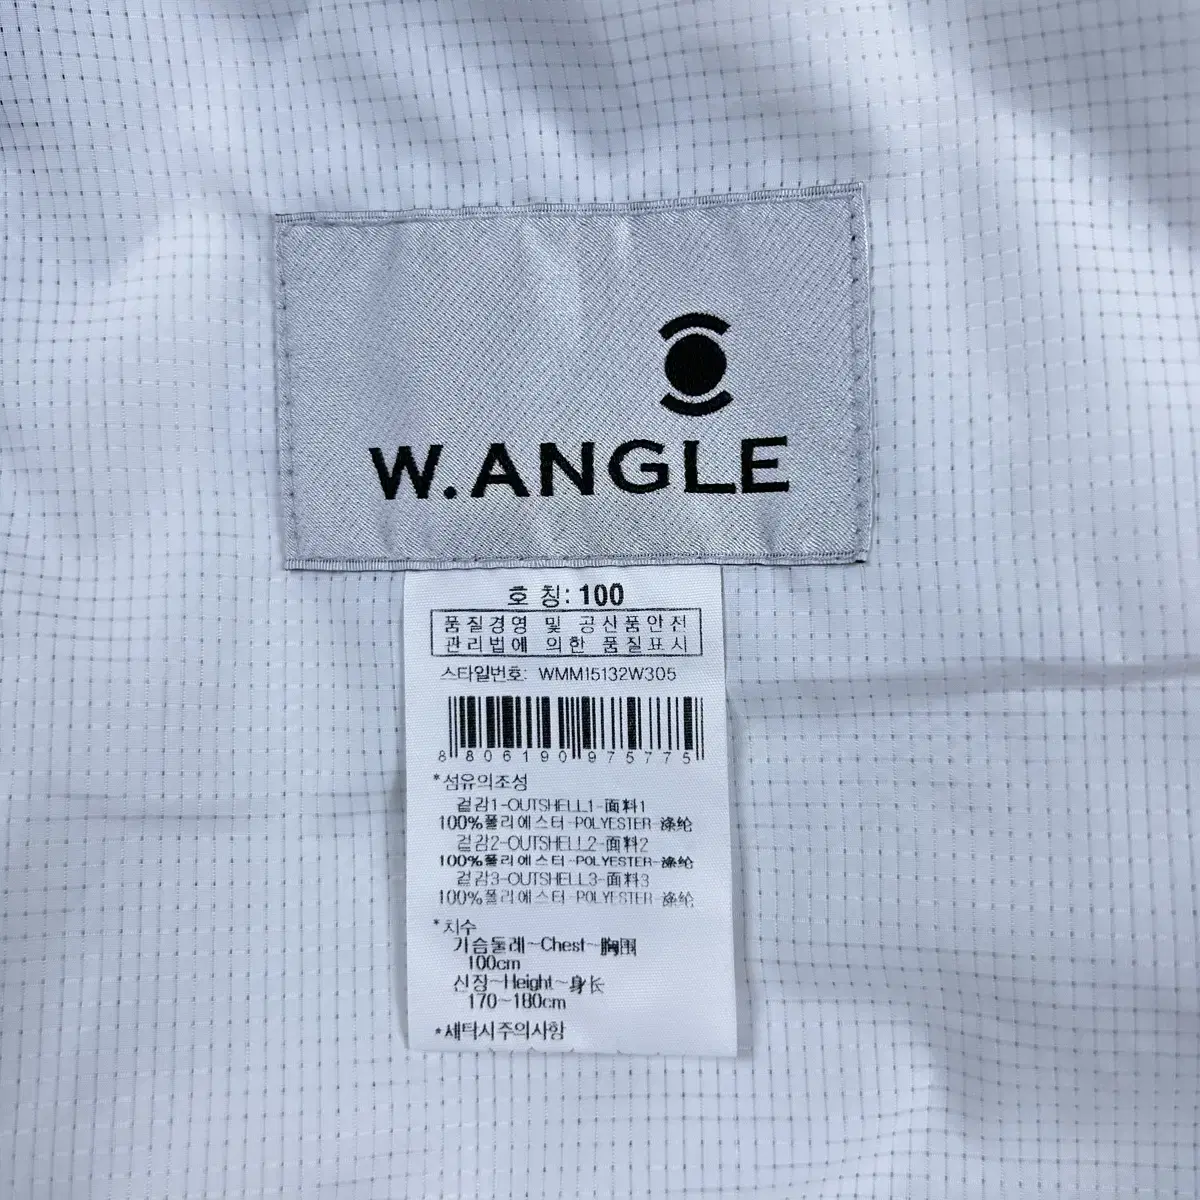 W.ANGLE
호 칭: 100
품질경영 및 공산품안전
관리법에 의한 품질표시
스타일번호: WMM15132W305
8 806190 975775
*섬유의조성
겉감1-OUTSHELL1-面料1
100%폴리에스터-POLYESTER-涤纶
겉감2-OUTSHELL2-面料2
100%폴리에스터-POLYESTER-涤纶
겉감3-OUTSHELL3-面料3
100%폴리에스터-POLYESTER-涤纶
*치수
가슴둘레~Chest~胸围
100cm
신장~Height~身长
170~180cm
*세탁시주의사항